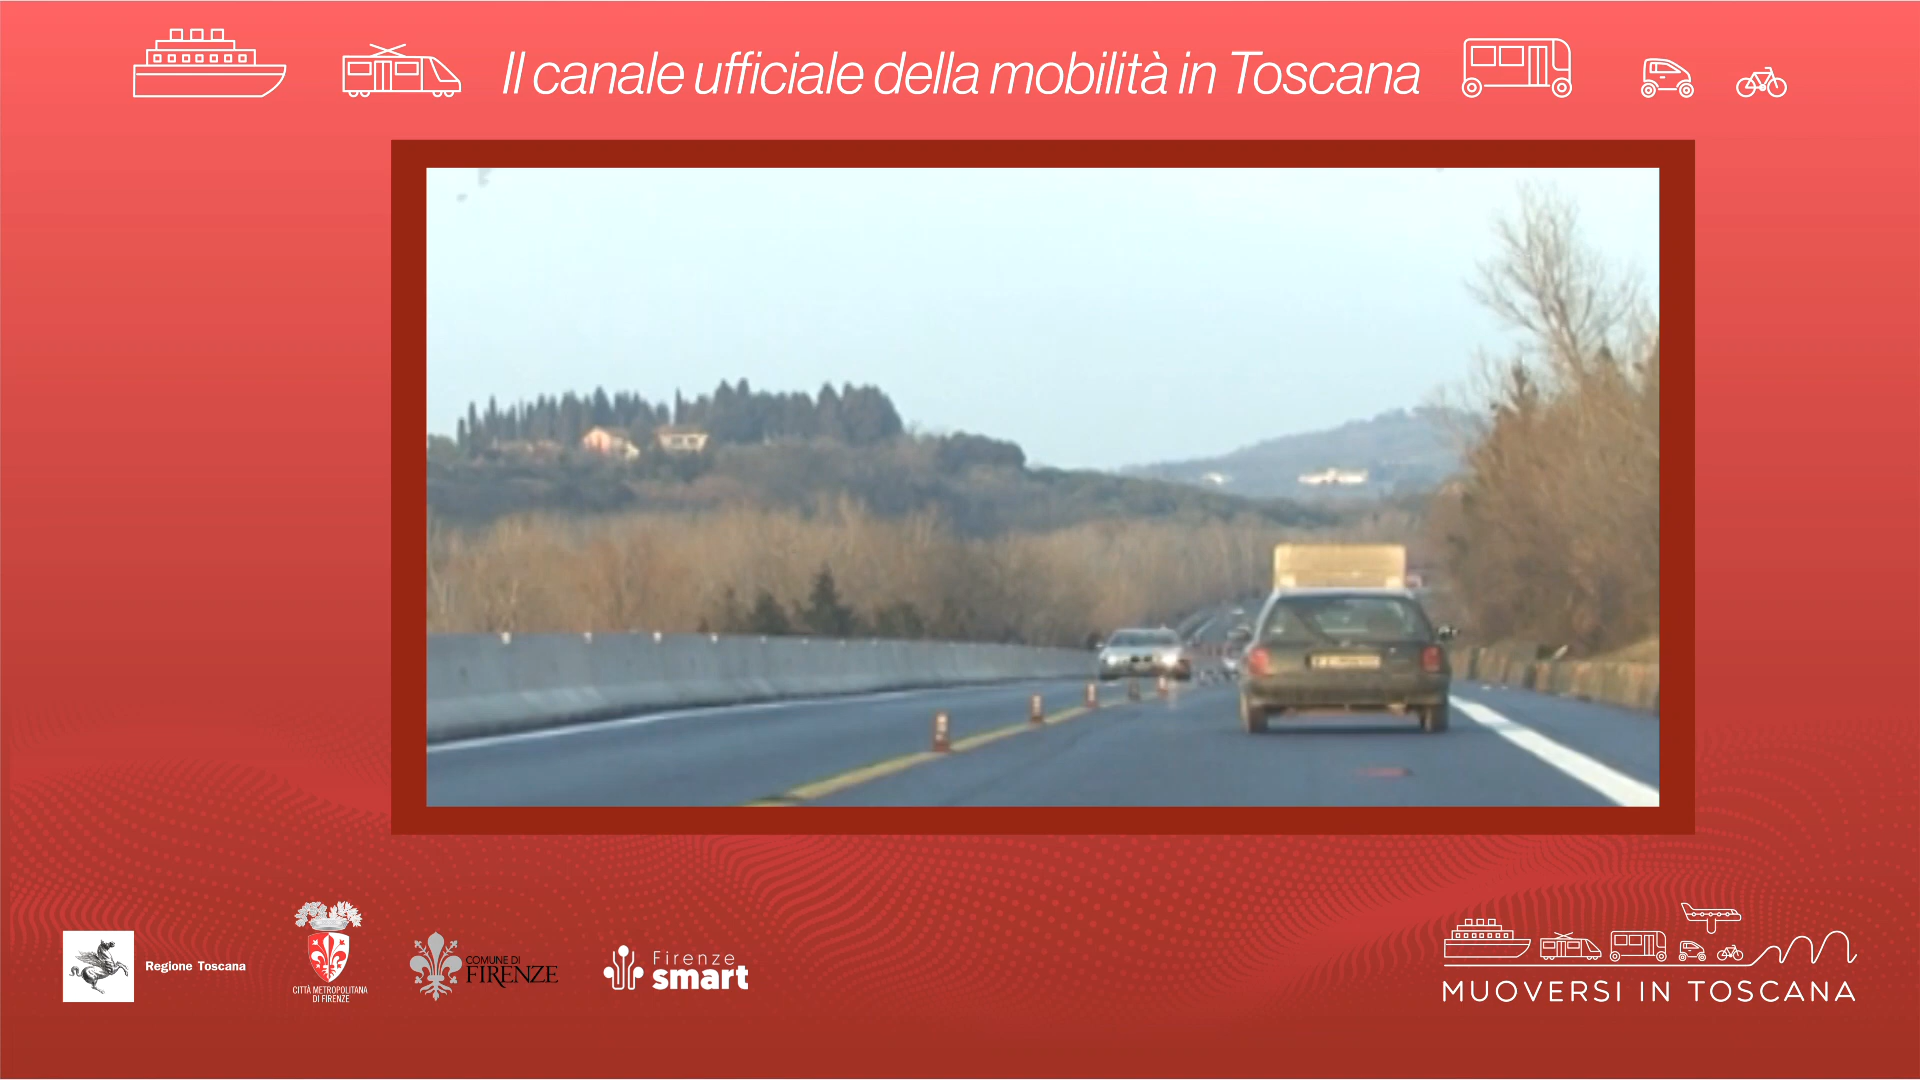 Il canale ufficiale della mobilità in Toscana
Regione Toscana
CITTÀ METROPOLITANA
DI FIRENZE
COMUNE DI
FIRENZE
Firenze
smart
MUOVERSI IN TOSCANA